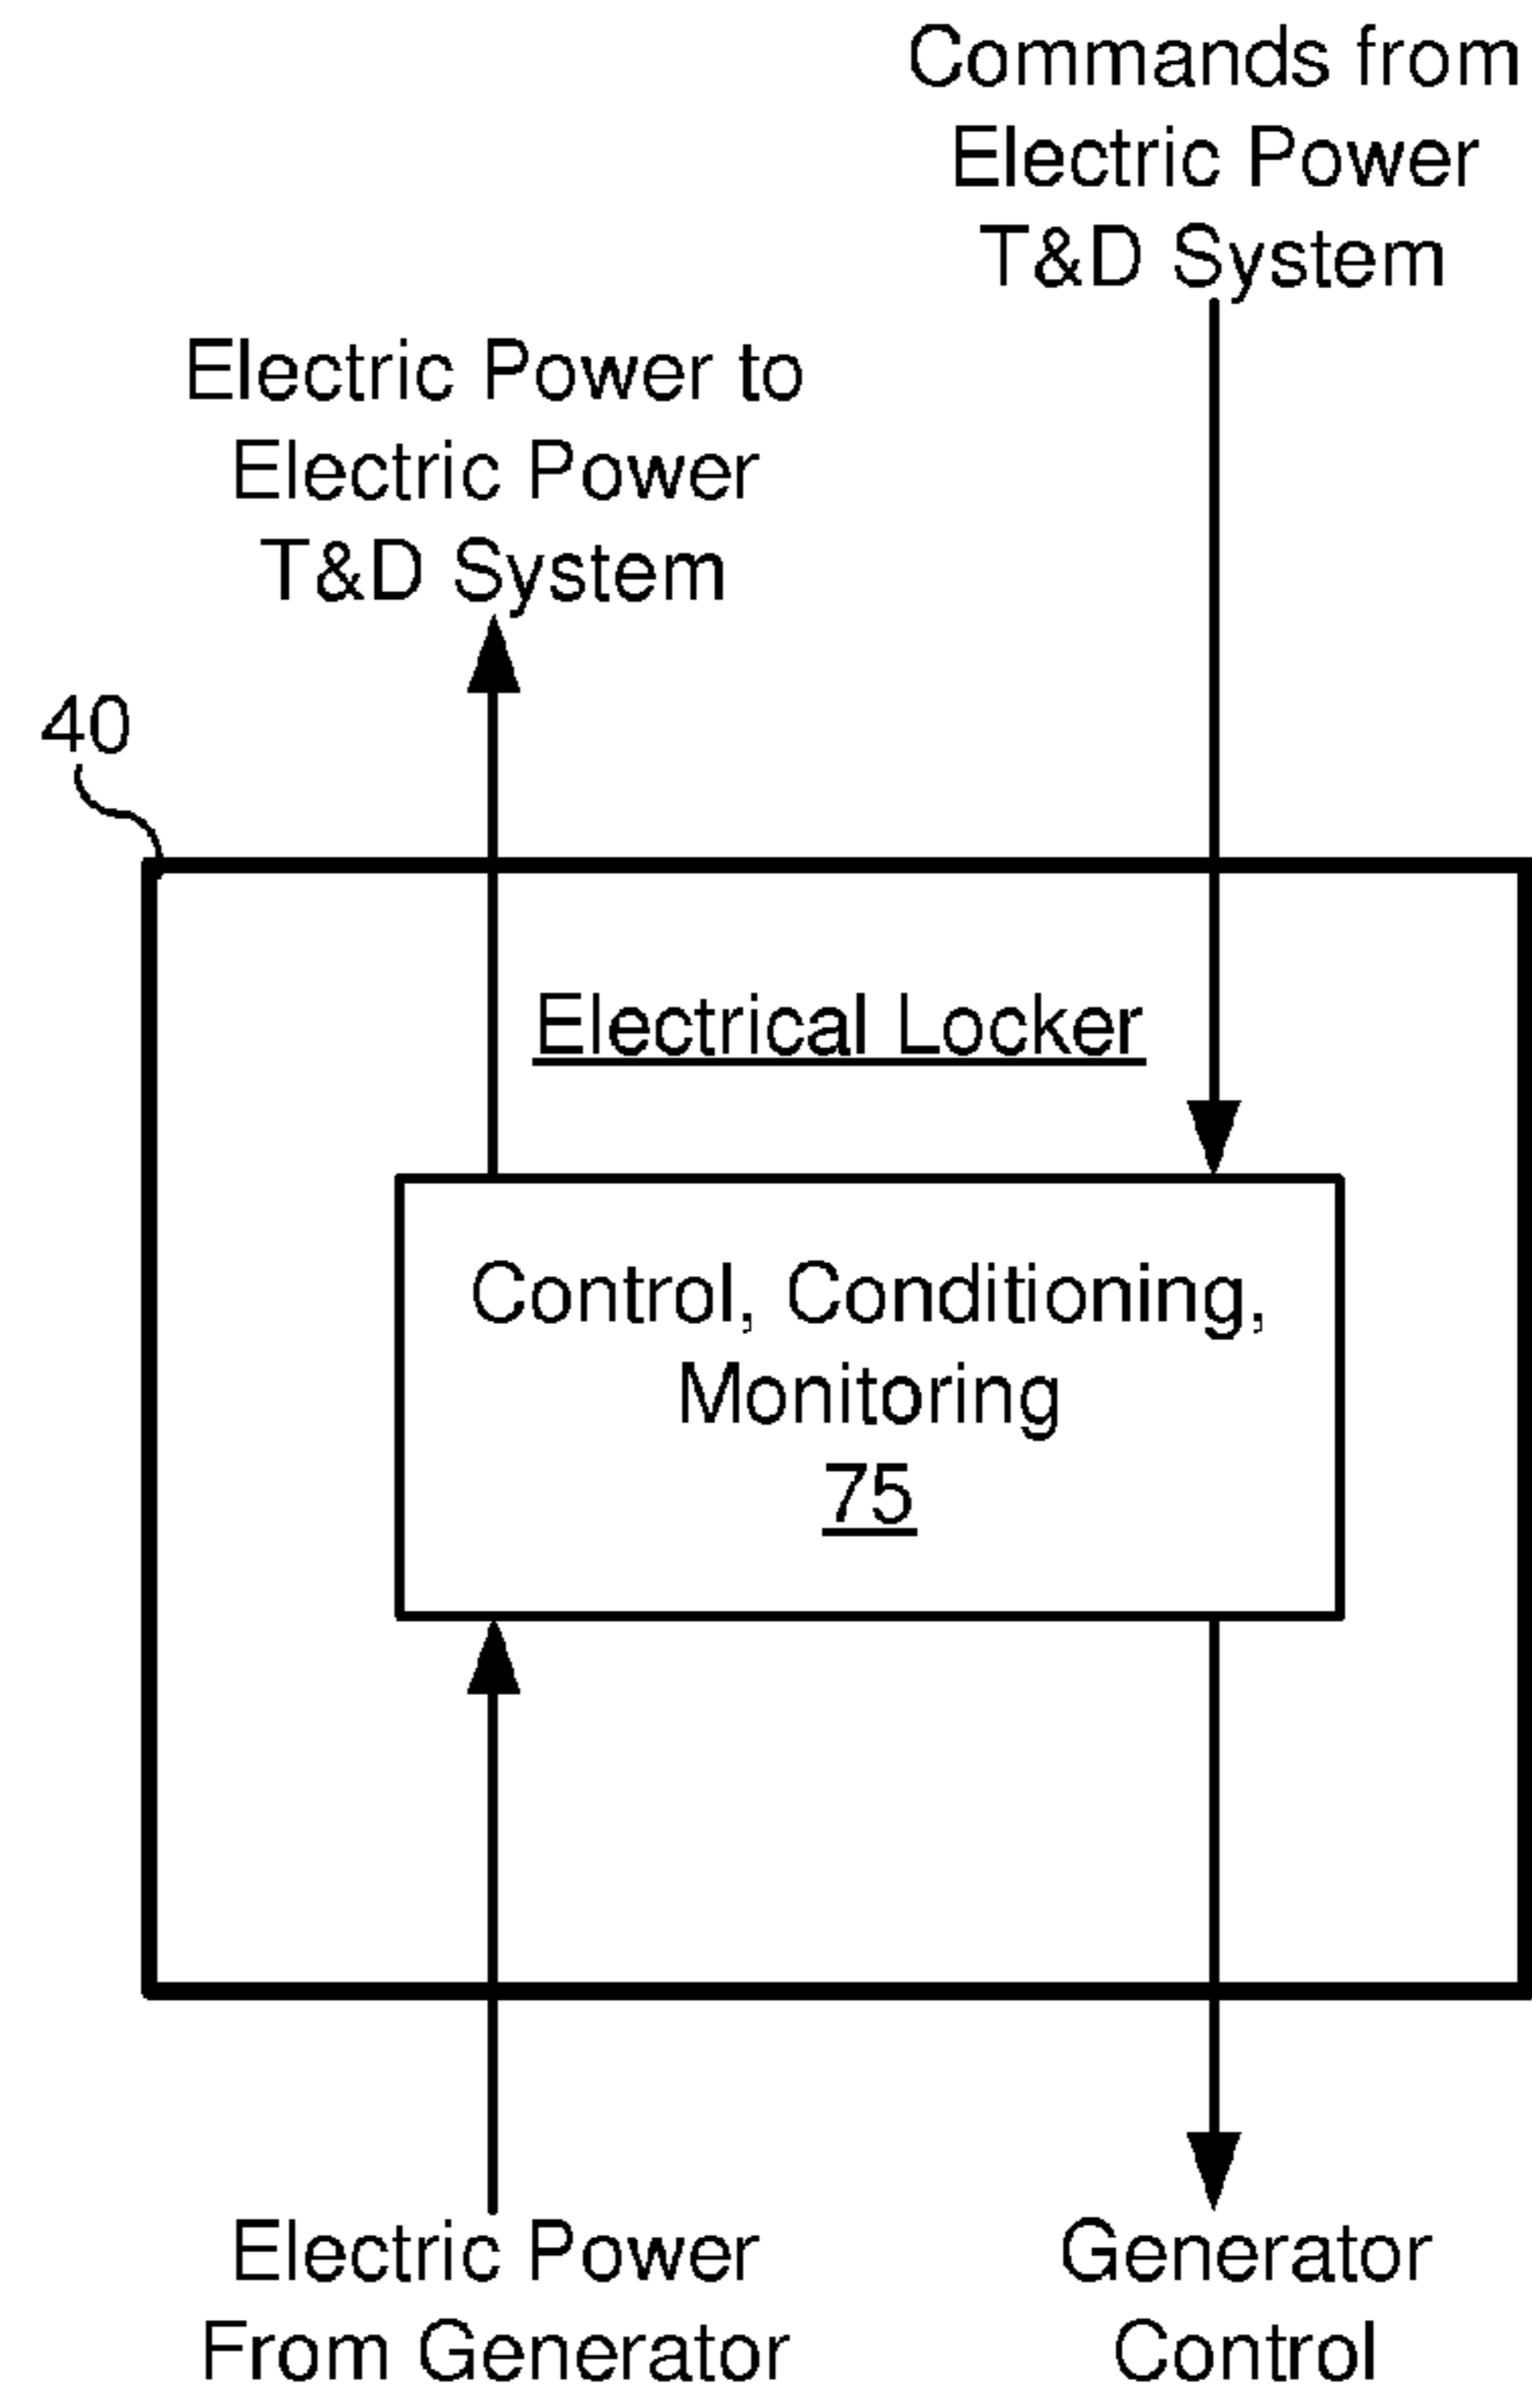 Commands from
Electric Power
T&D System
Electric Power to
Electric Power
T&D System
40
Electrical Locker
Control, Conditioning,
Monitoring
75
Electric Power
From Generator
Generator
Control